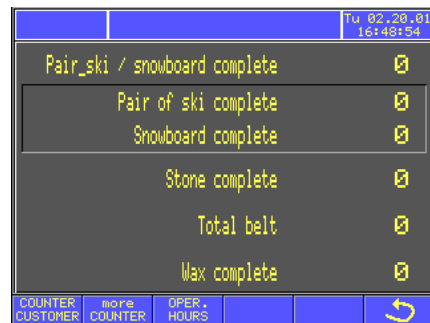 Tu 02.20.01
16:48:54
Pair_ski / snowboard complete 0
Pair of ski complete 0
Snowboard complete 0
Stone complete 0
Total belt 0
Wax complete 0
COUNTER CUSTOMER more COUNTER OPER. HOURS